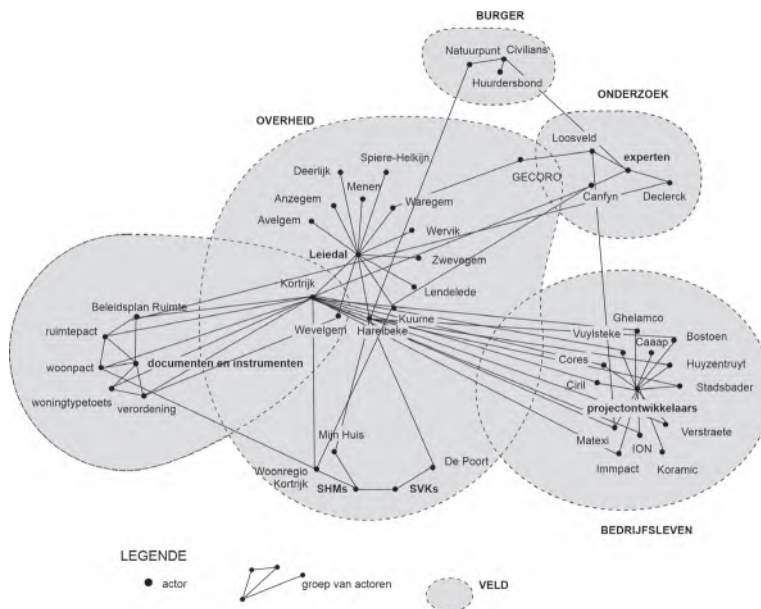 BURGER
Natuurpunt Civilians
Huurdersbond
ONDERZOEK
Loosveld
experten
GECORO
Canfyn
Declerck
OVERHEID
Spiere-Helkijn
Deerlijk
Menen
Anzegem
Waregem
Avelgem
Wervik
Leiedal
Zwevegem
Kortrijk
Lendelede
Beleidsplan Ruimte
Kuurne
Wevelgem
Harelbeke
ruimtepact
woonpact
documenten en instrumenten
woningtypetoets
verordening
Ghelamco
Vuylsteke
Bostoen
Caaap
Cores
Huyzentruyt
Ciril
Stadsbader
projectontwikkelaars
Verstraete
Matexi
ION
Immpact
Koramic
Mijn Huis
De Poort
Woonregio
Kortrijk
SHMs
SVKs
BEDRIJFSLEVEN
LEGENDE
actor
groep van actoren
VELD